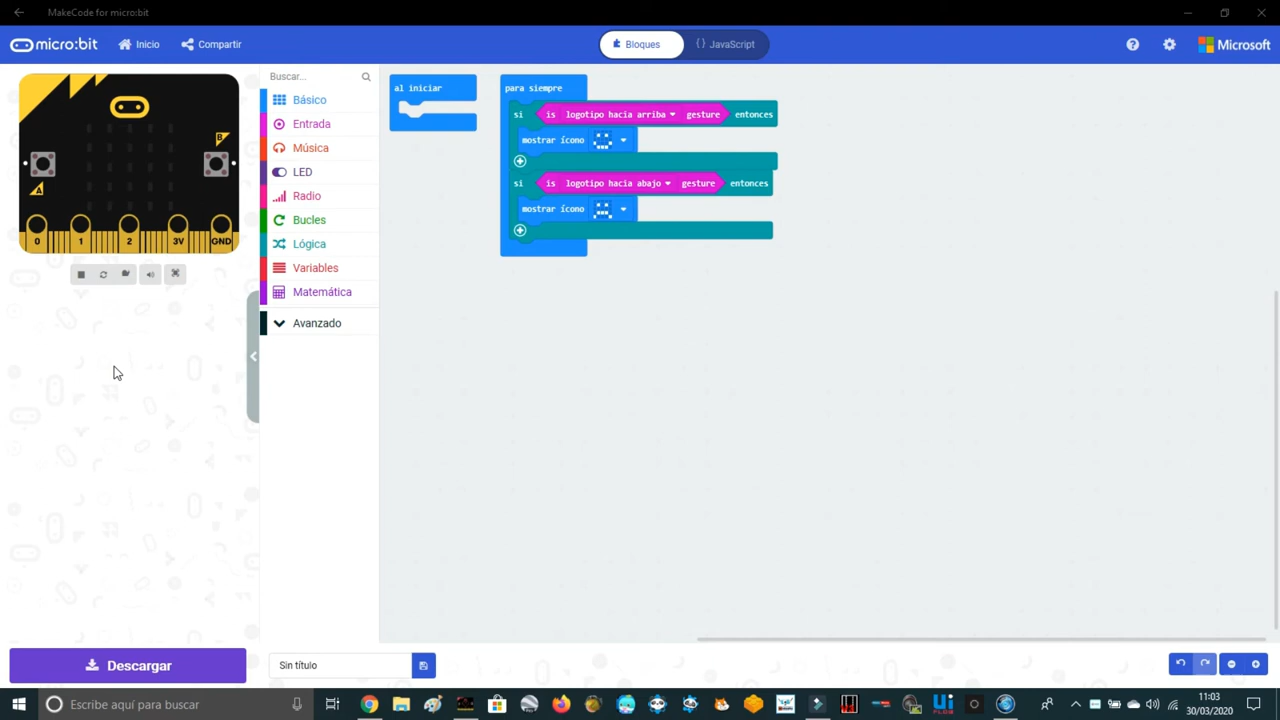 MakeCode for micro:bit
micro:bit
Inicio
Compartir
Bloques
{} JavaScript
Microsoft
Buscar...
Básico
Entrada
Música
LED
Radio
Bucles
Lógica
Variables
Matemática
Avanzado
al iniciar
para siempre
si is logotipo hacia arriba gesture entonces
mostrar ícono
si is logotipo hacia abajo gesture entonces
mostrar ícono
A
B
0 1 2 3V GND
Descargar
Sin título
Escribe aquí para buscar
11:03
30/03/2020